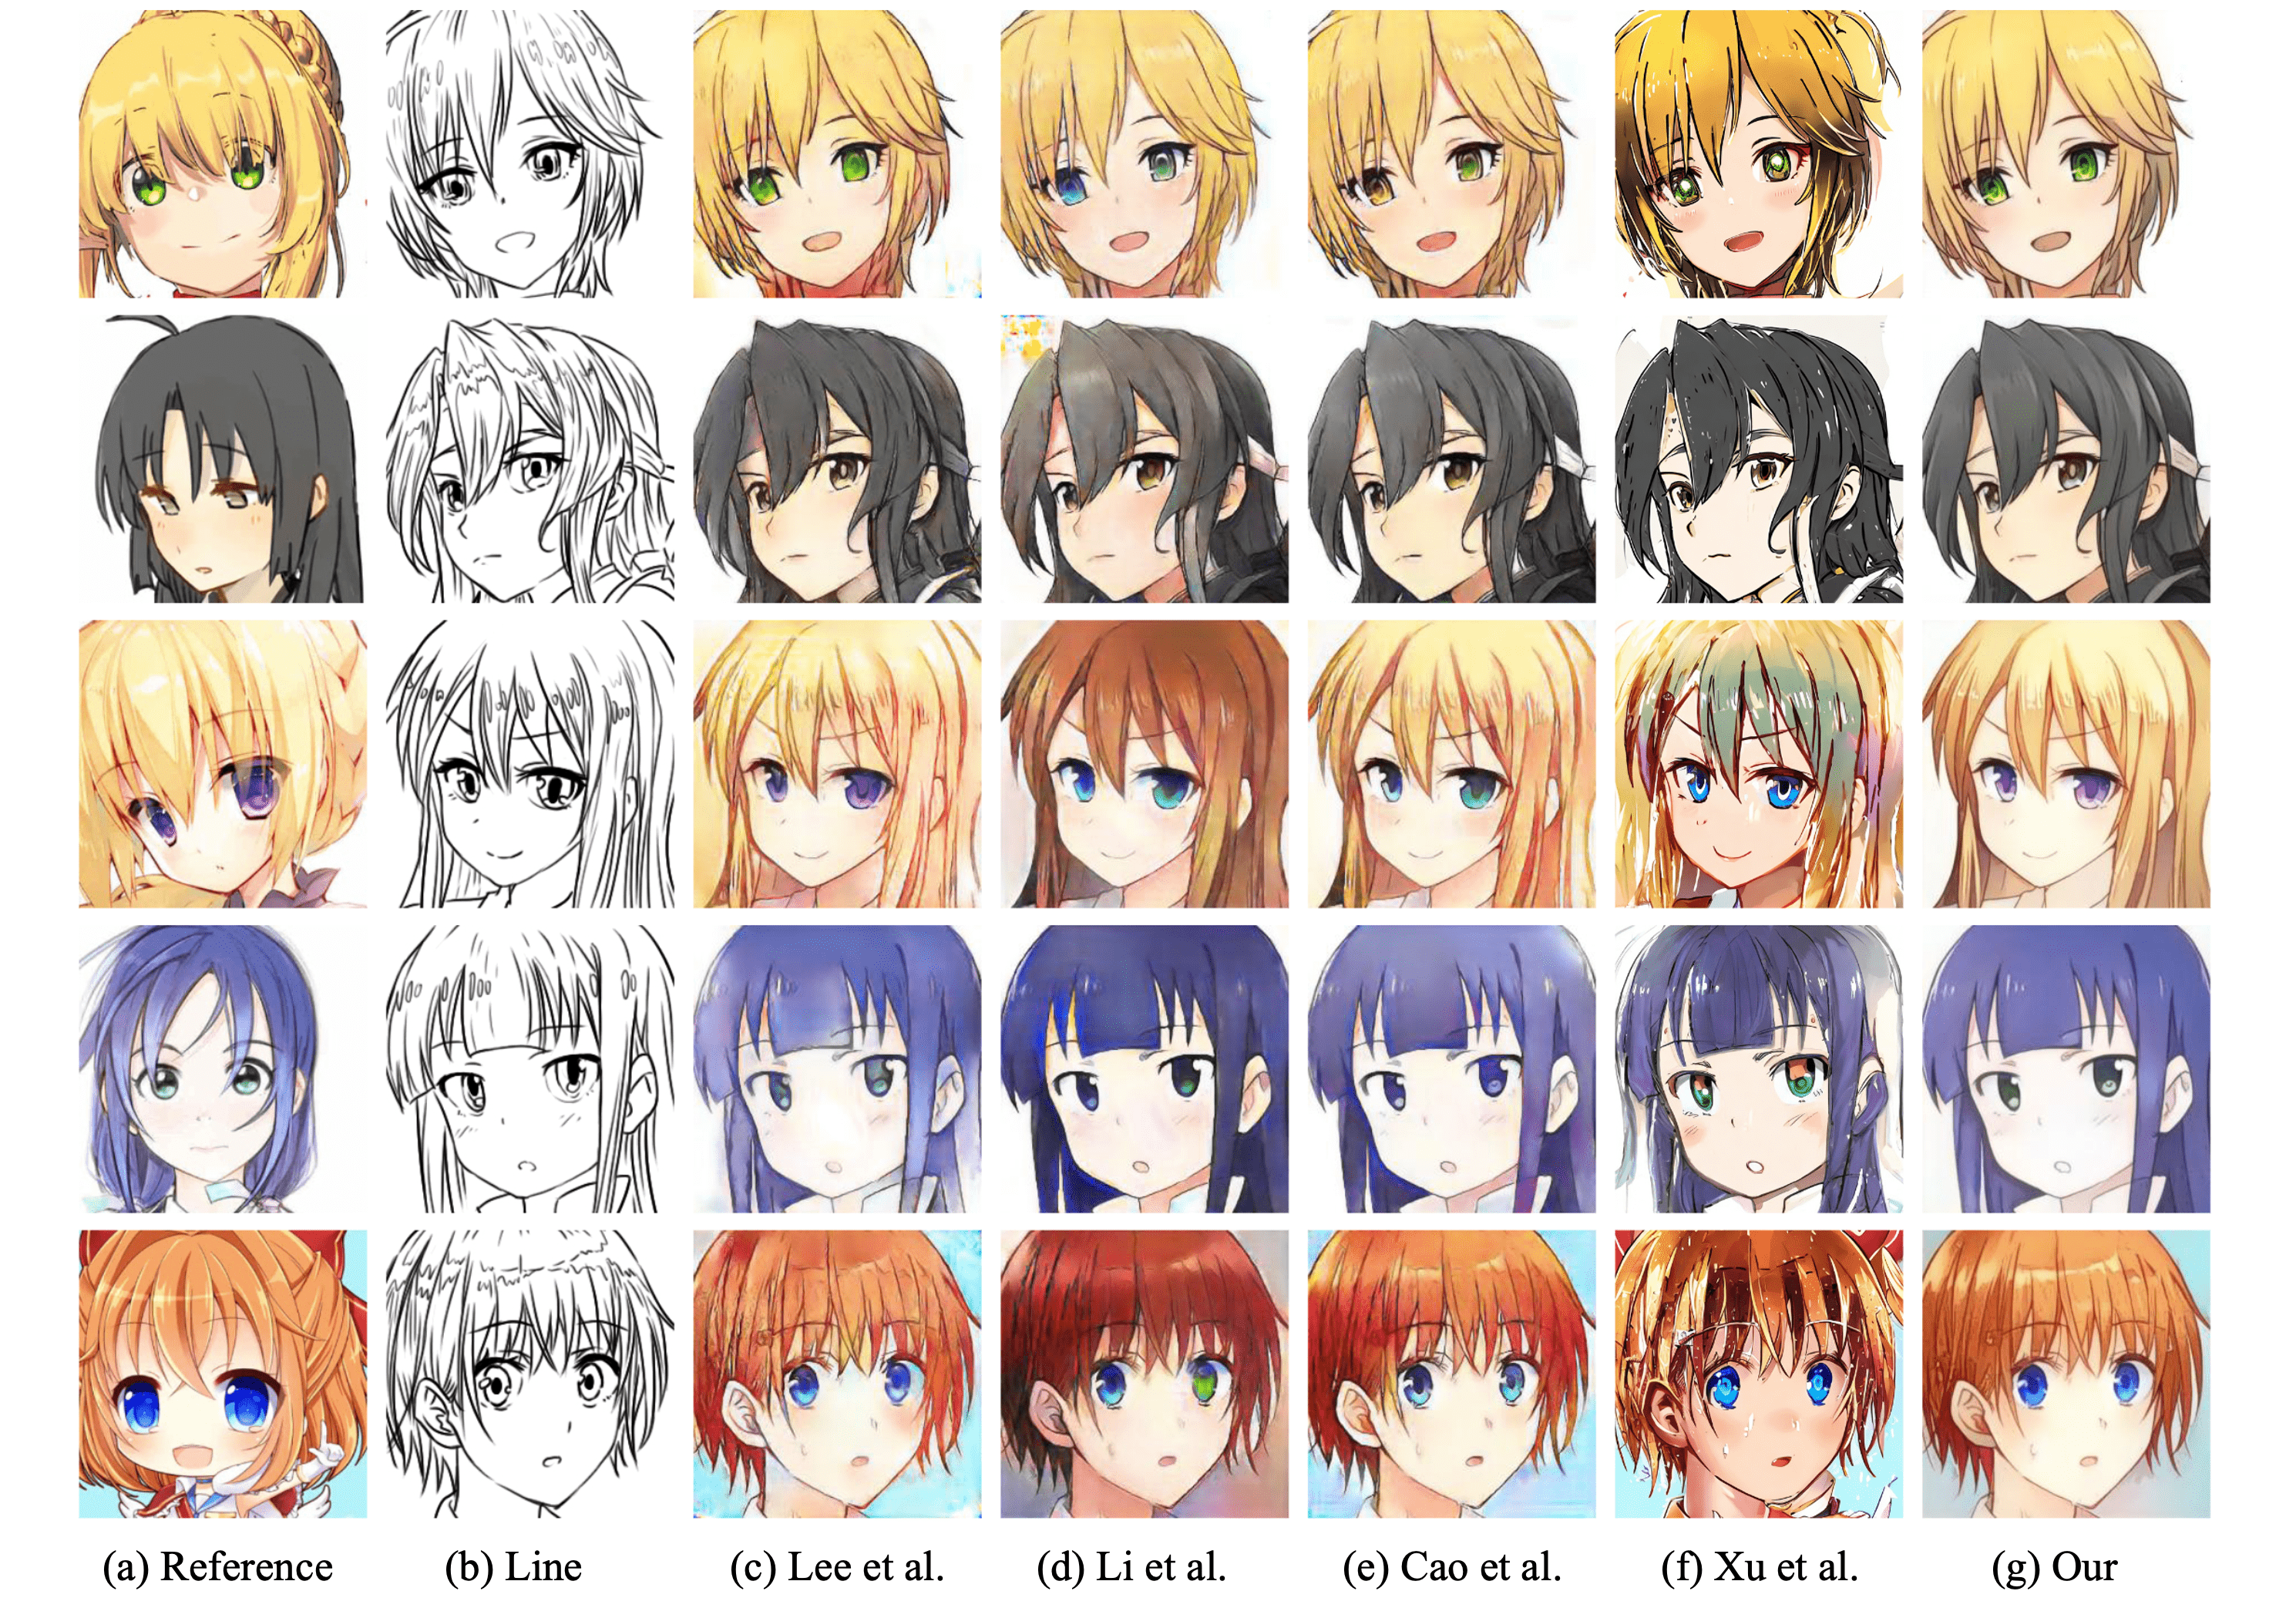 (a) Reference (b) Line (c) Lee et al. (d) Li et al. (e) Cao et al. (f) Xu et al. (g) Our